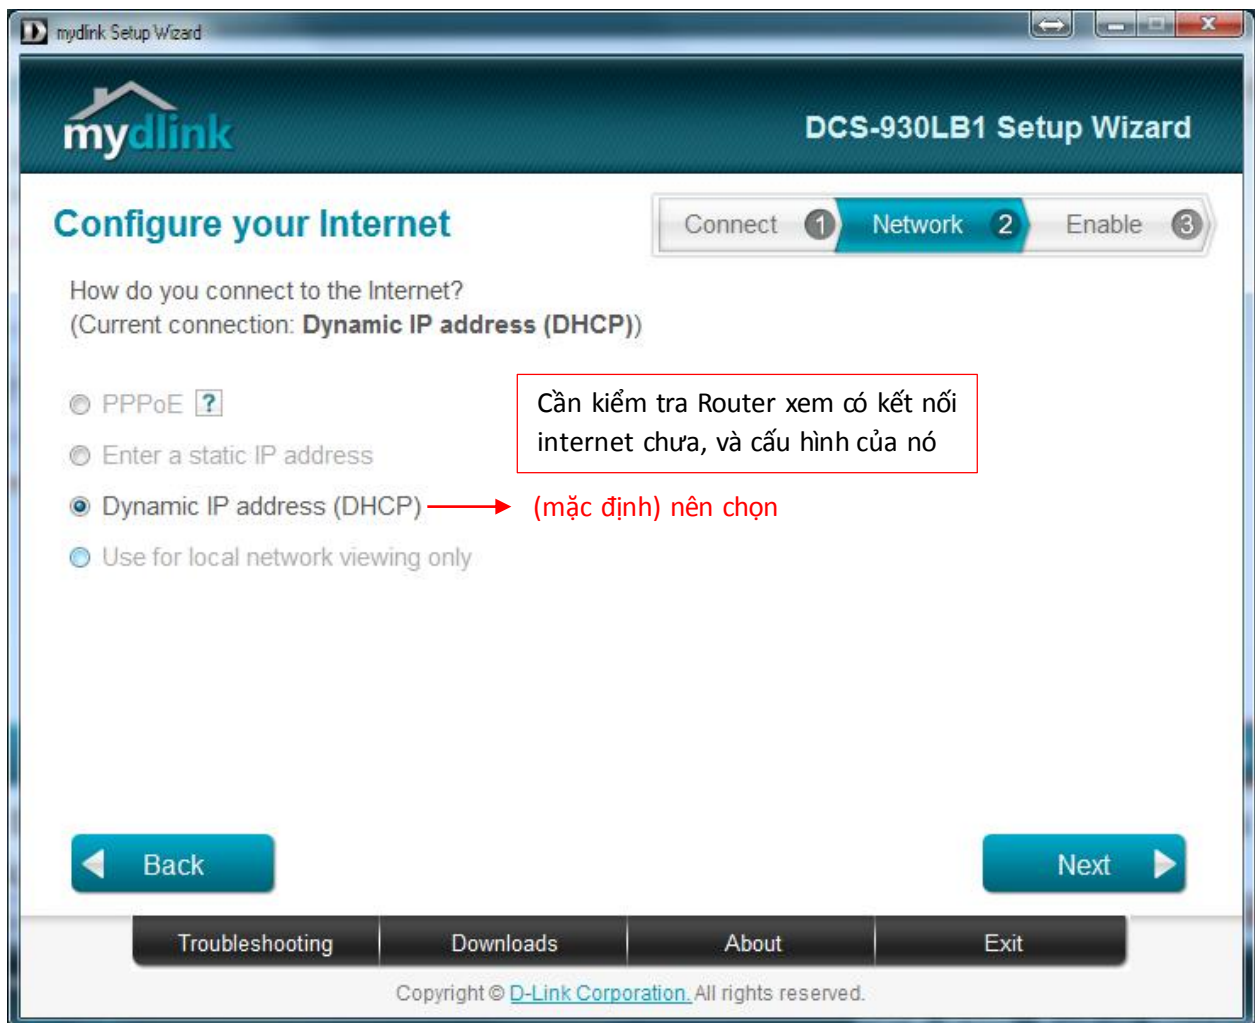 mydlink Setup Wizard
mydlink
DCS-930LB1 Setup Wizard
Configure your Internet
Connect 1 Network 2 Enable 3
How do you connect to the Internet?
(Current connection: Dynamic IP address (DHCP))
PPPoE ?
Cần kiểm tra Router xem có kết nối
internet chưa, và cấu hình của nó
Enter a static IP address
Dynamic IP address (DHCP) (mặc định) nên chọn
Use for local network viewing only
Back Next
Troubleshooting Downloads About Exit
Copyright © D-Link Corporation. All rights reserved.